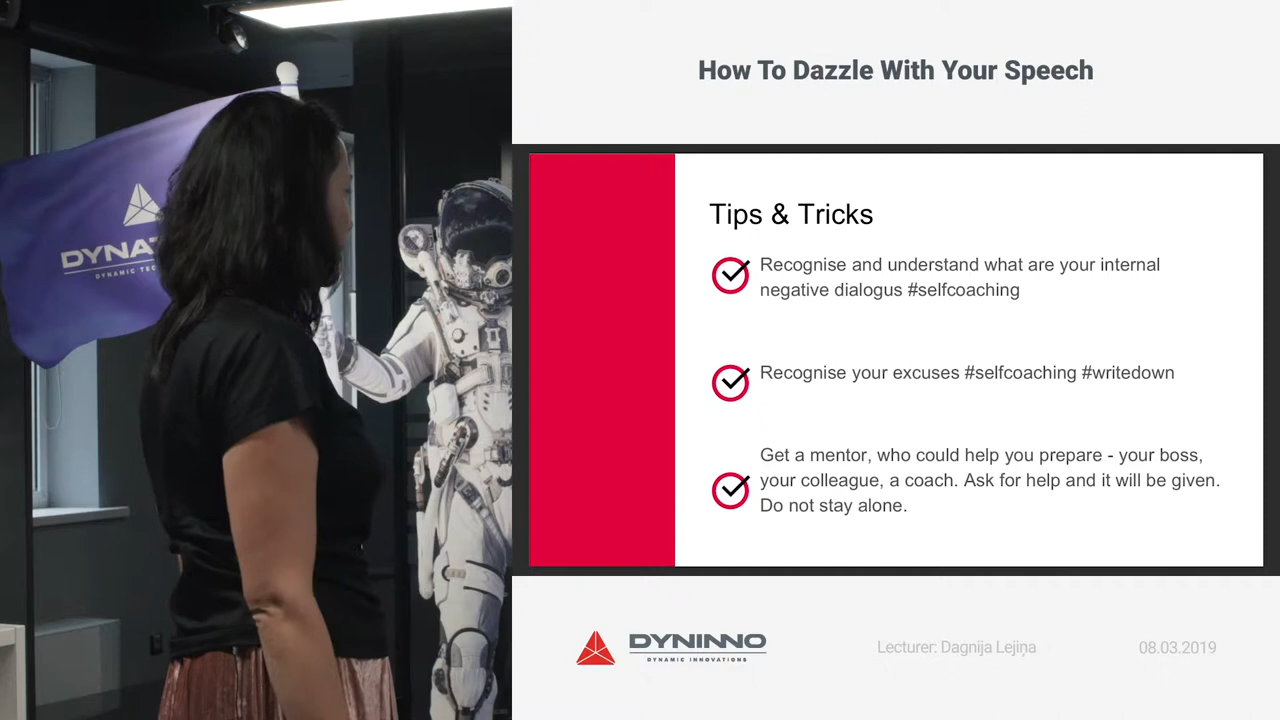 How To Dazzle With Your Speech
DYNAT
DYNAMIC TEC
Tips & Tricks
Recognise and understand what are your internal
negative dialogus #selfcoaching
Recognise your excuses #selfcoaching #writedown
Get a mentor, who could help you prepare - your boss,
your colleague, a coach. Ask for help and it will be given.
Do not stay alone.
DYNINNO
DYNAMIC INNOVATIONS
Lecturer: Dagnija Lejiņa
08.03.2019